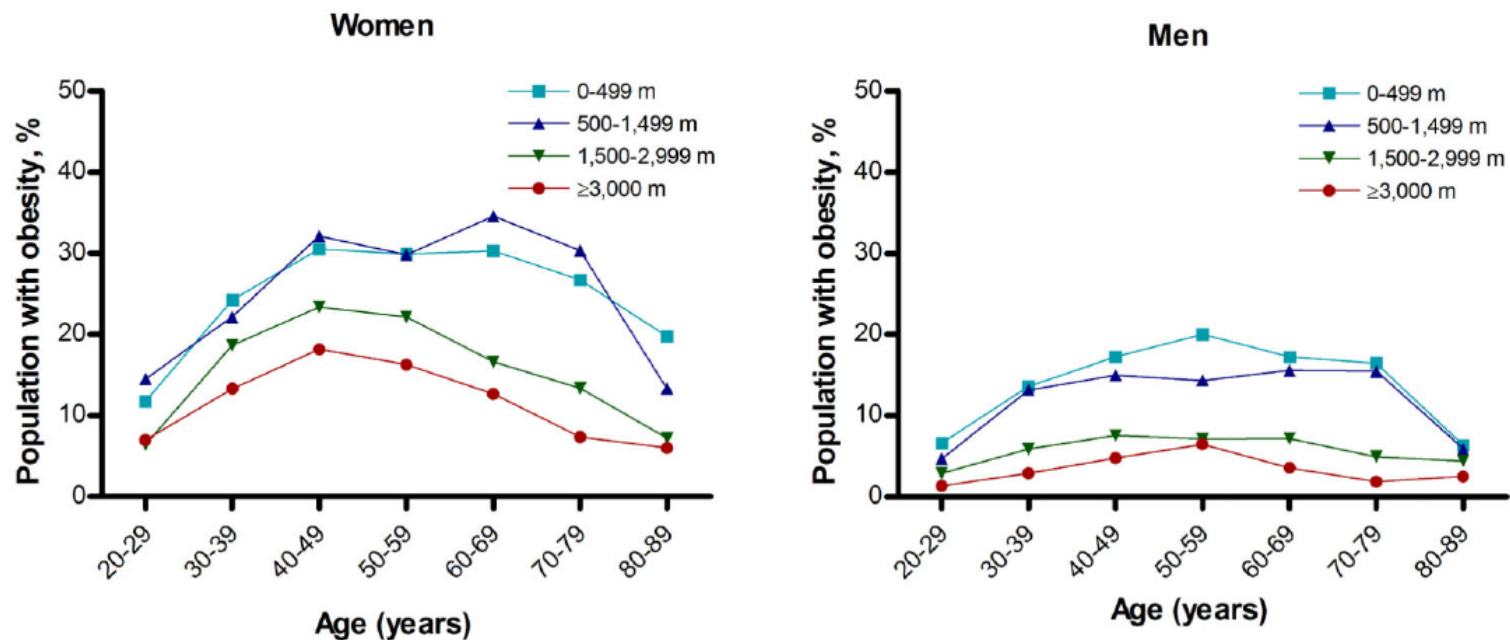 Women
Population with obesity, %
50
40
30
20
10
0
0-499 m
500-1,499 m
1,500-2,999 m
≥3,000 m
20-29
30-39
40-49
50-59
60-69
70-79
80-89
Age (years)
Men
Population with obesity, %
50
40
30
20
10
0
0-499 m
500-1,499 m
1,500-2,999 m
≥3,000 m
20-29
30-39
40-49
50-59
60-69
70-79
80-89
Age (years)